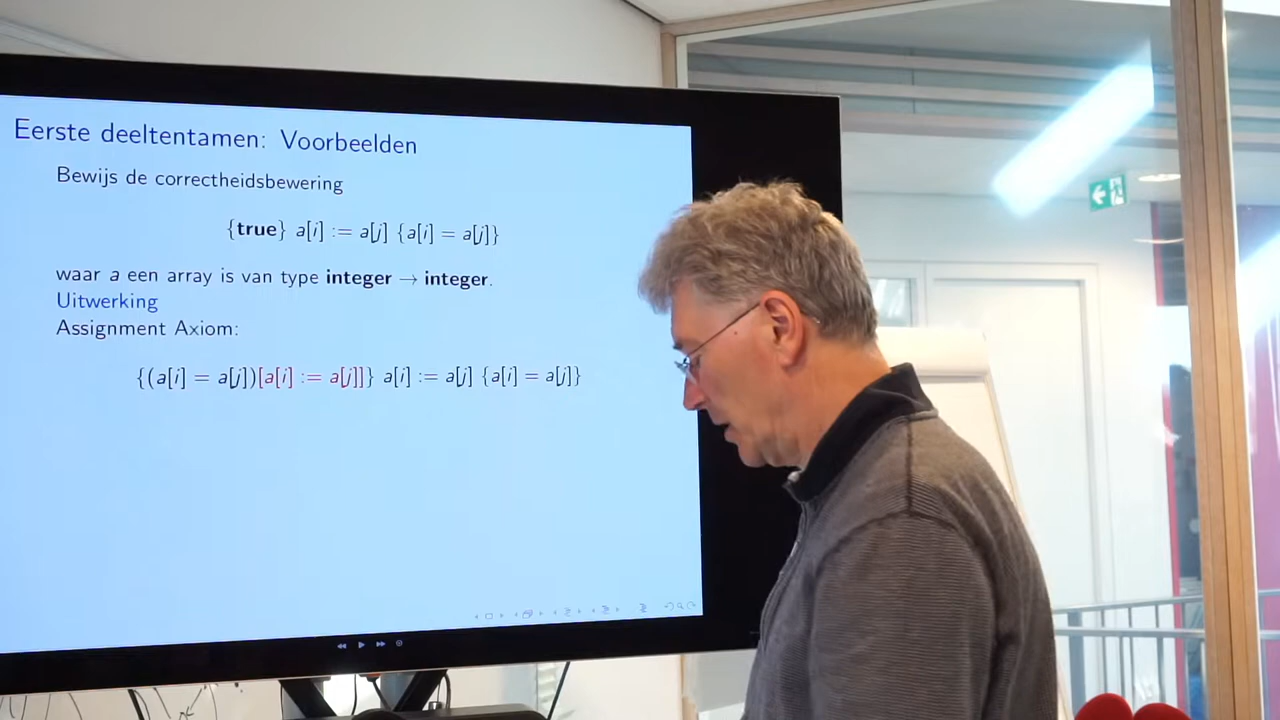 Eerste deeltentamen: Voorbeelden
Bewijs de correctheidsbewering
{true} a[i] := a[j] {a[i] = a[j]}
waar a een array is van type integer → integer.
Uitwerking
Assignment Axiom:
{(a[i] = a[j])[a[i] := a[j]]} a[i] := a[j] {a[i] = a[j]}